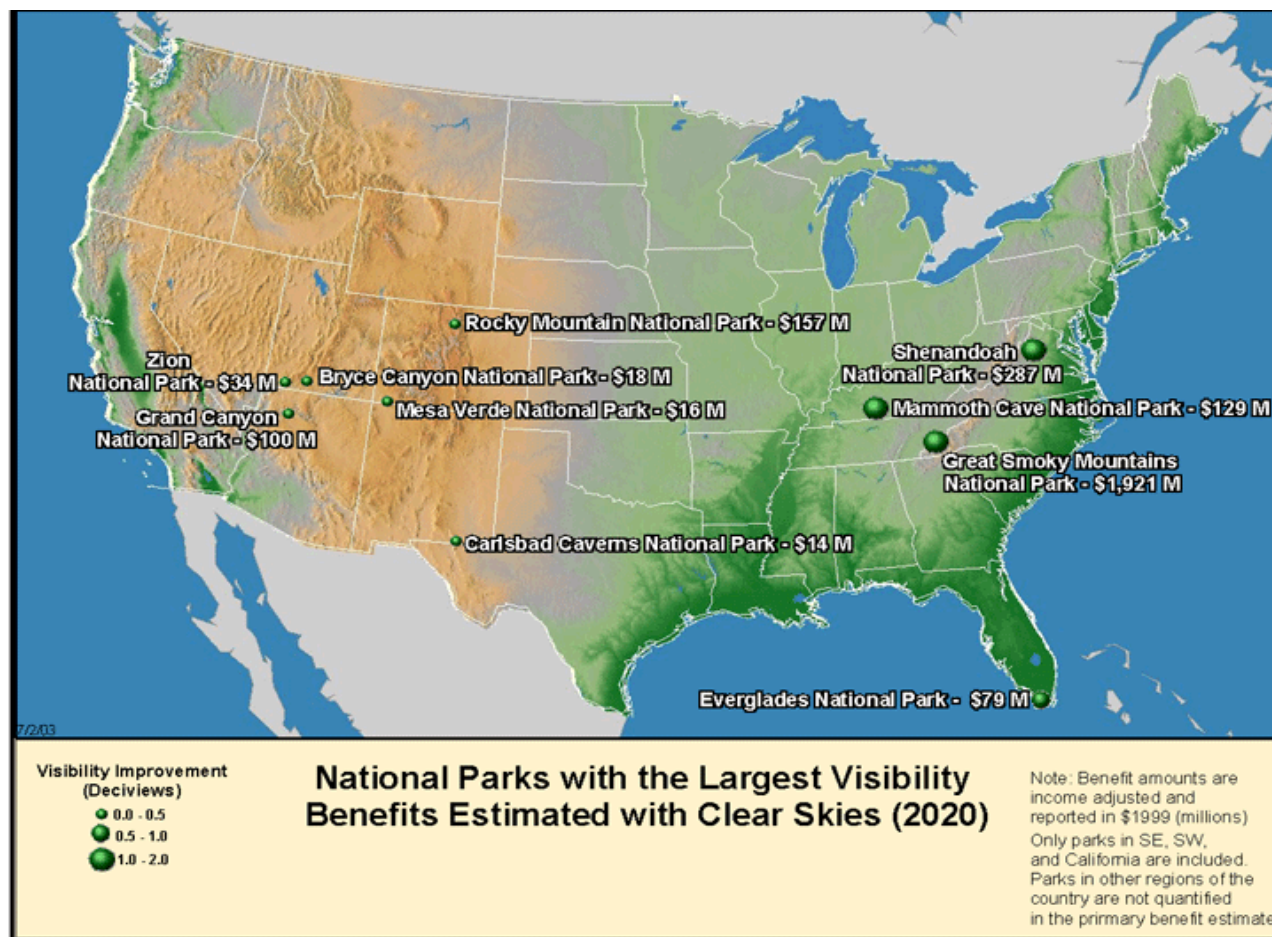 Rocky Mountain National Park - $157 M
Zion
National Park - $34 M
Bryce Canyon National Park - $18 M
Mesa Verde National Park - $16 M
Grand Canyon
National Park - $100 M
Shenandoah
National Park - $287 M
Mammoth Cave National Park - $129 M
Great Smoky Mountains
National Park - $1,921 M
Carlsbad Caverns National Park - $14 M
Everglades National Park - $79 M
7/2/03
Visibility Improvement
(Deciviews)
0.0 - 0.5
0.5 - 1.0
1.0 - 2.0
National Parks with the Largest Visibility
Benefits Estimated with Clear Skies (2020)
Note: Benefit amounts are
income adjusted and
reported in $1999 (millions)
Only parks in SE, SW,
and California are included.
Parks in other regions of the
country are not quantified
in the prirmary benefit estimate